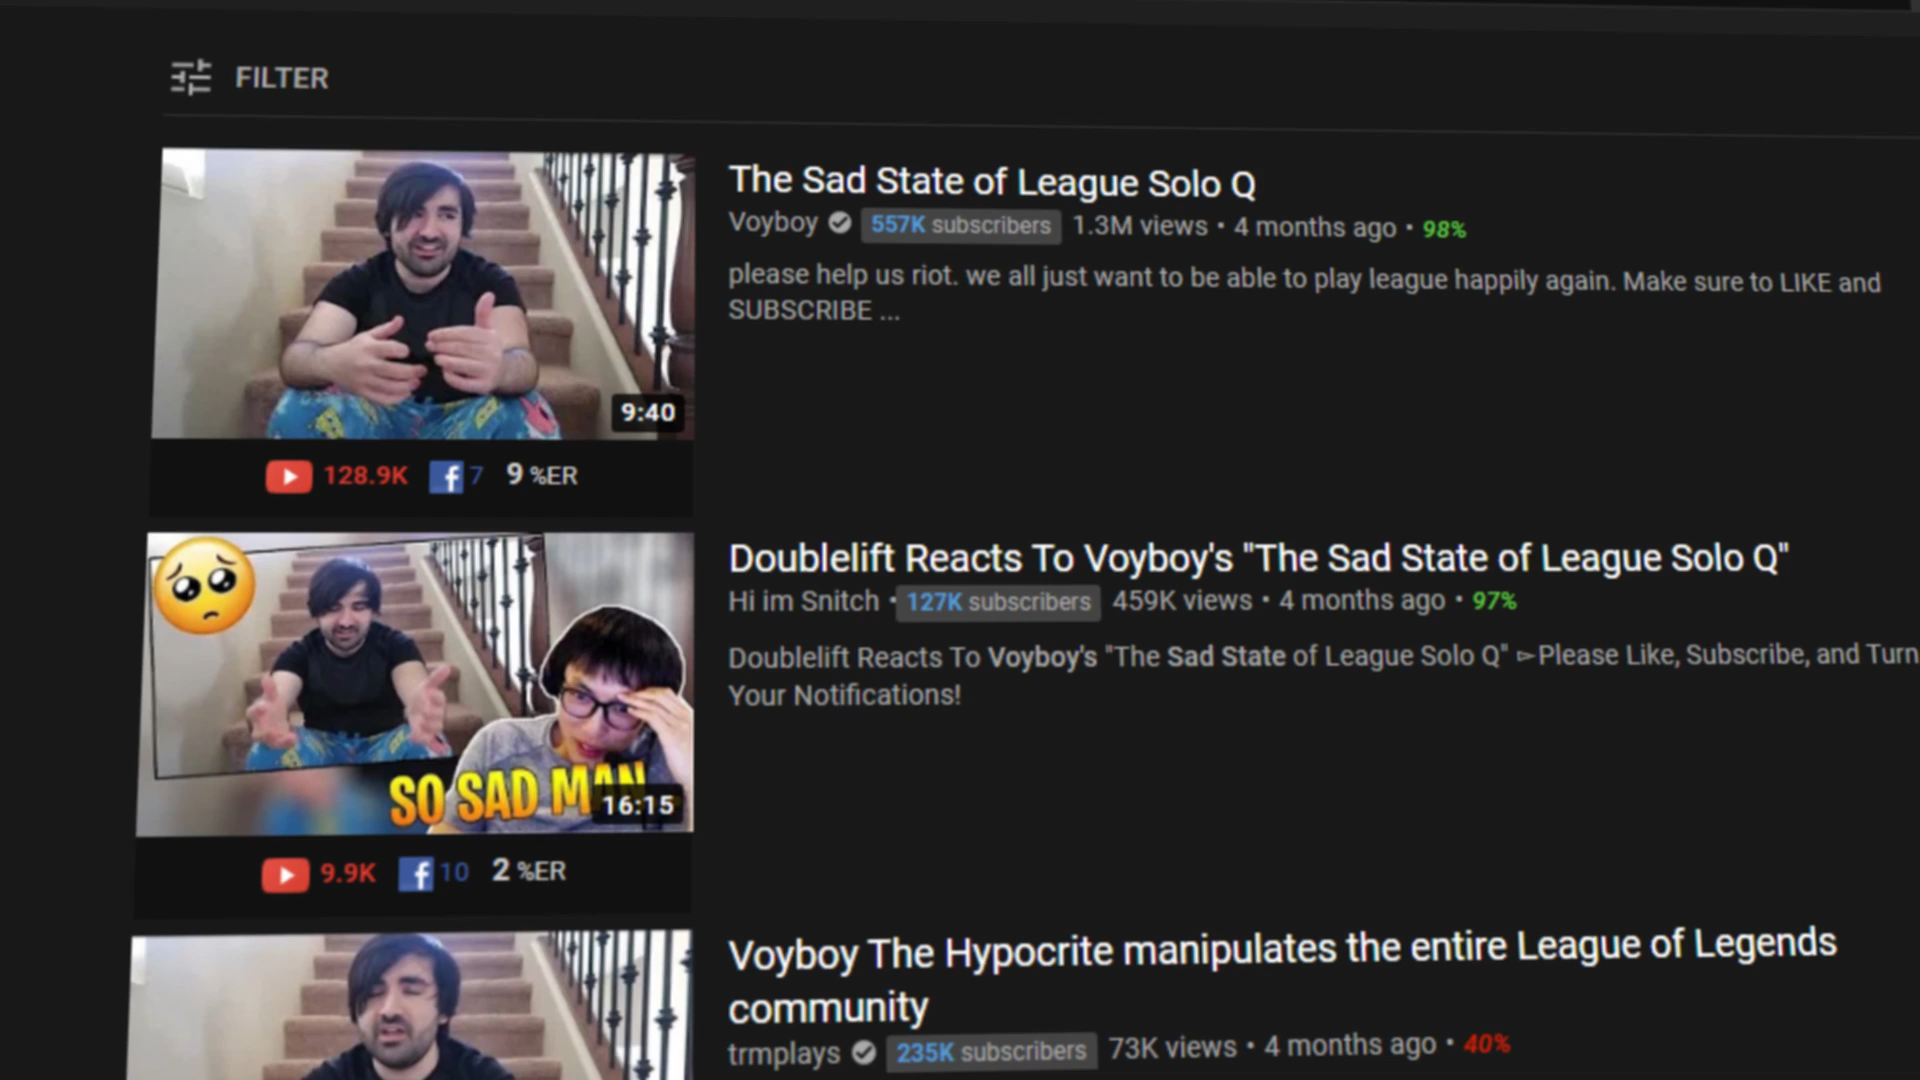 FILTER
The Sad State of League Solo Q
Voyboy 557K subscribers 1.3M views • 4 months ago • 98%
please help us riot. we all just want to be able to play league happily again. Make sure to LIKE and
SUBSCRIBE ...
9:40
128.9K f 7 9 %ER
Doublelift Reacts To Voyboy's "The Sad State of League Solo Q"
Hi im Snitch • 127K subscribers 459K views • 4 months ago • 97%
Doublelift Reacts To Voyboy's "The Sad State of League Solo Q" ►Please Like, Subscribe, and Turn
Your Notifications!
SO SAD MAN
16:15
9.9K f 10 2 %ER
Voyboy The Hypocrite manipulates the entire League of Legends
community
trmplays 235K subscribers 73K views • 4 months ago • 40%